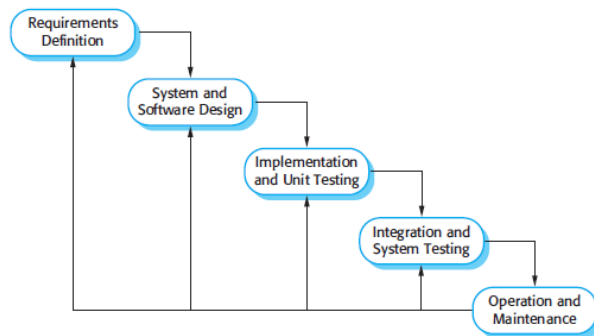 Requirements
Definition
System and
Software Design
Implementation
and Unit Testing
Integration and
System Testing
Operation and
Maintenance